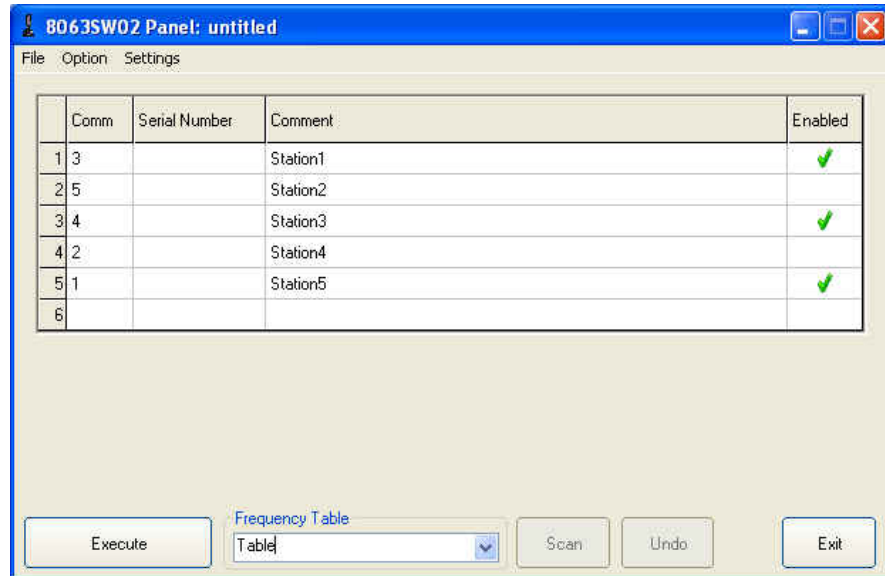 8063SW02 Panel: untitled
File Option Settings
Comm Serial Number Comment Enabled
1 3 Station1
2 5 Station2
3 4 Station3
4 2 Station4
5 1 Station5
6
Frequency Table
Execute Table Scan Undo Exit